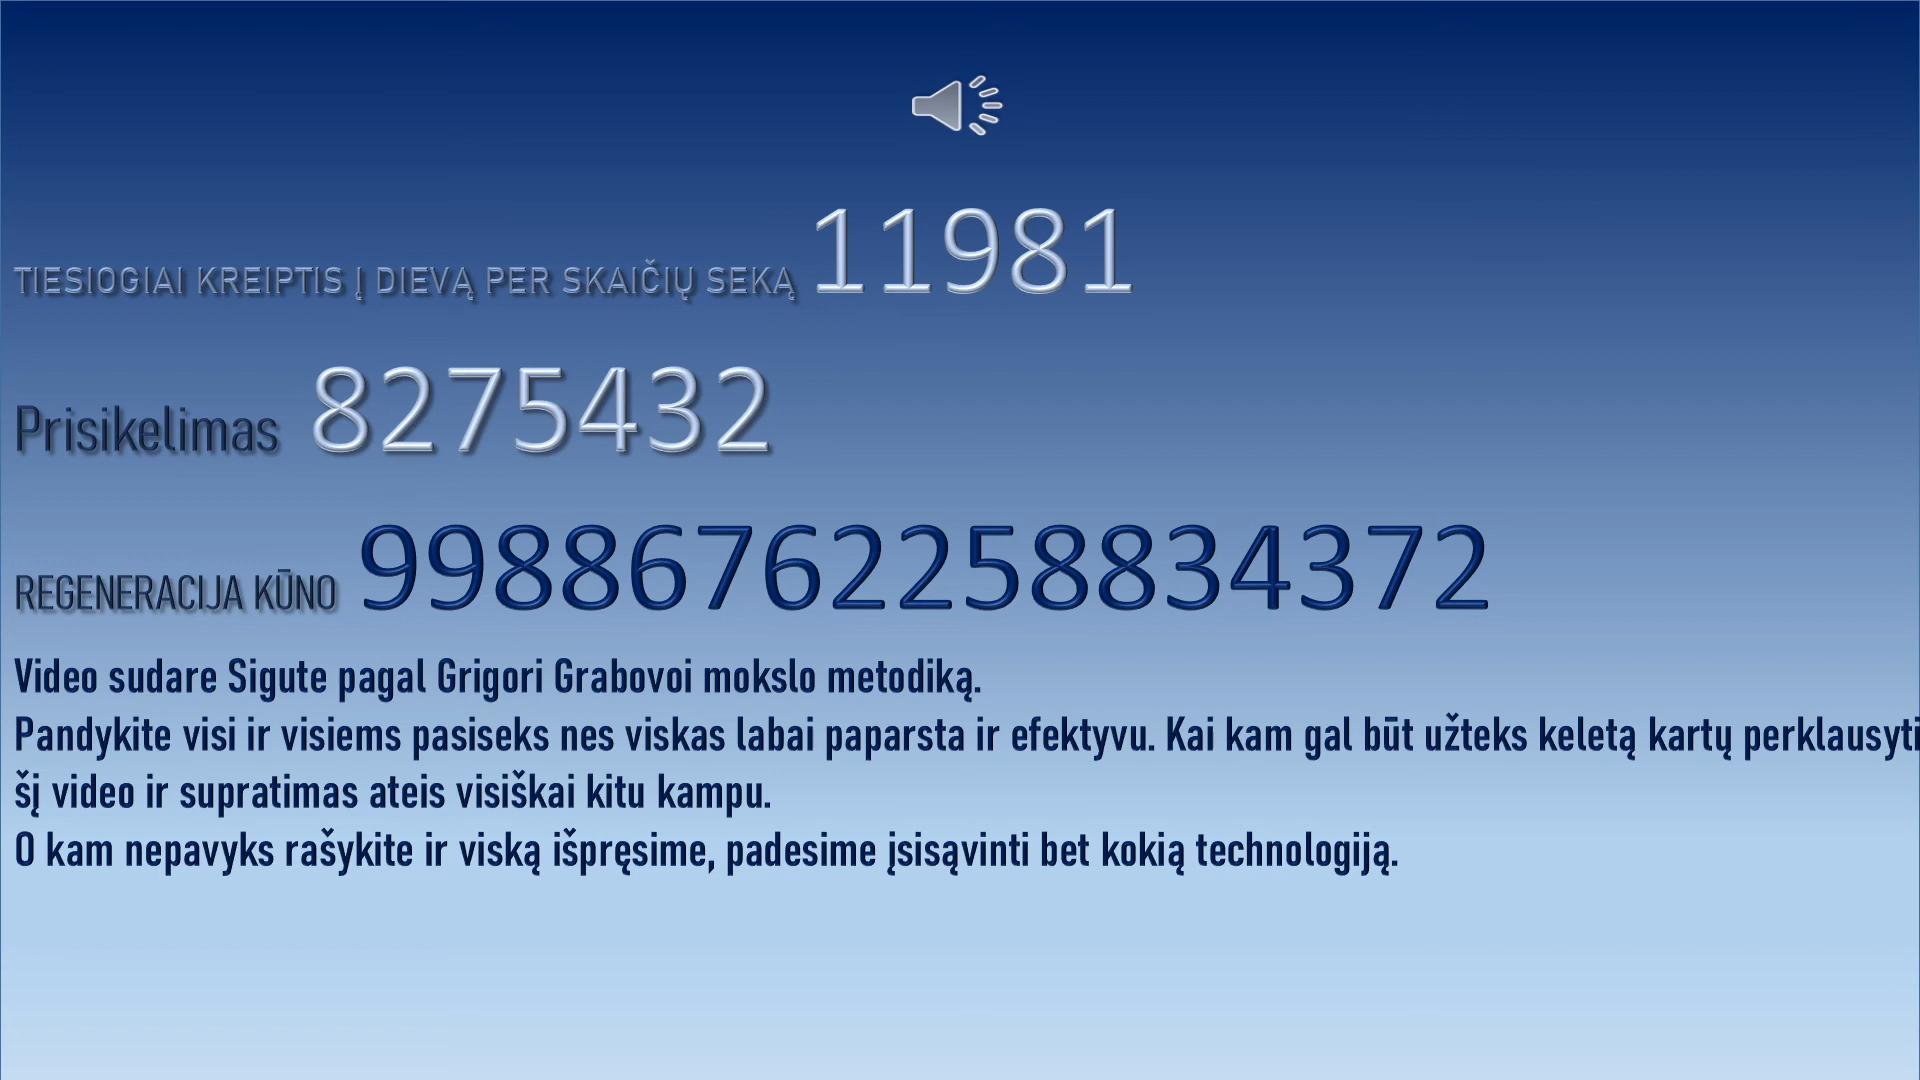 TIESIOGIAI KREIPTIS Į DIEVĄ PER SKAIČIŲ SEKĄ 11981
Prisikelimas 8275432
REGENERACIJA KŪNO 99886762258834372
Video sudare Sigute pagal Grigori Grabovoi mokslo metodiką.
Pandykite visi ir visiems pasiseks nes viskas labai paparsta ir efektyvu. Kai kam gal būt užteks keletą kartų perklausyti
šį video ir supratimas ateis visiškai kitu kampu.
O kam nepavyks rašykite ir viską išpręsime, padesime įsisąvinti bet kokią technologiją.